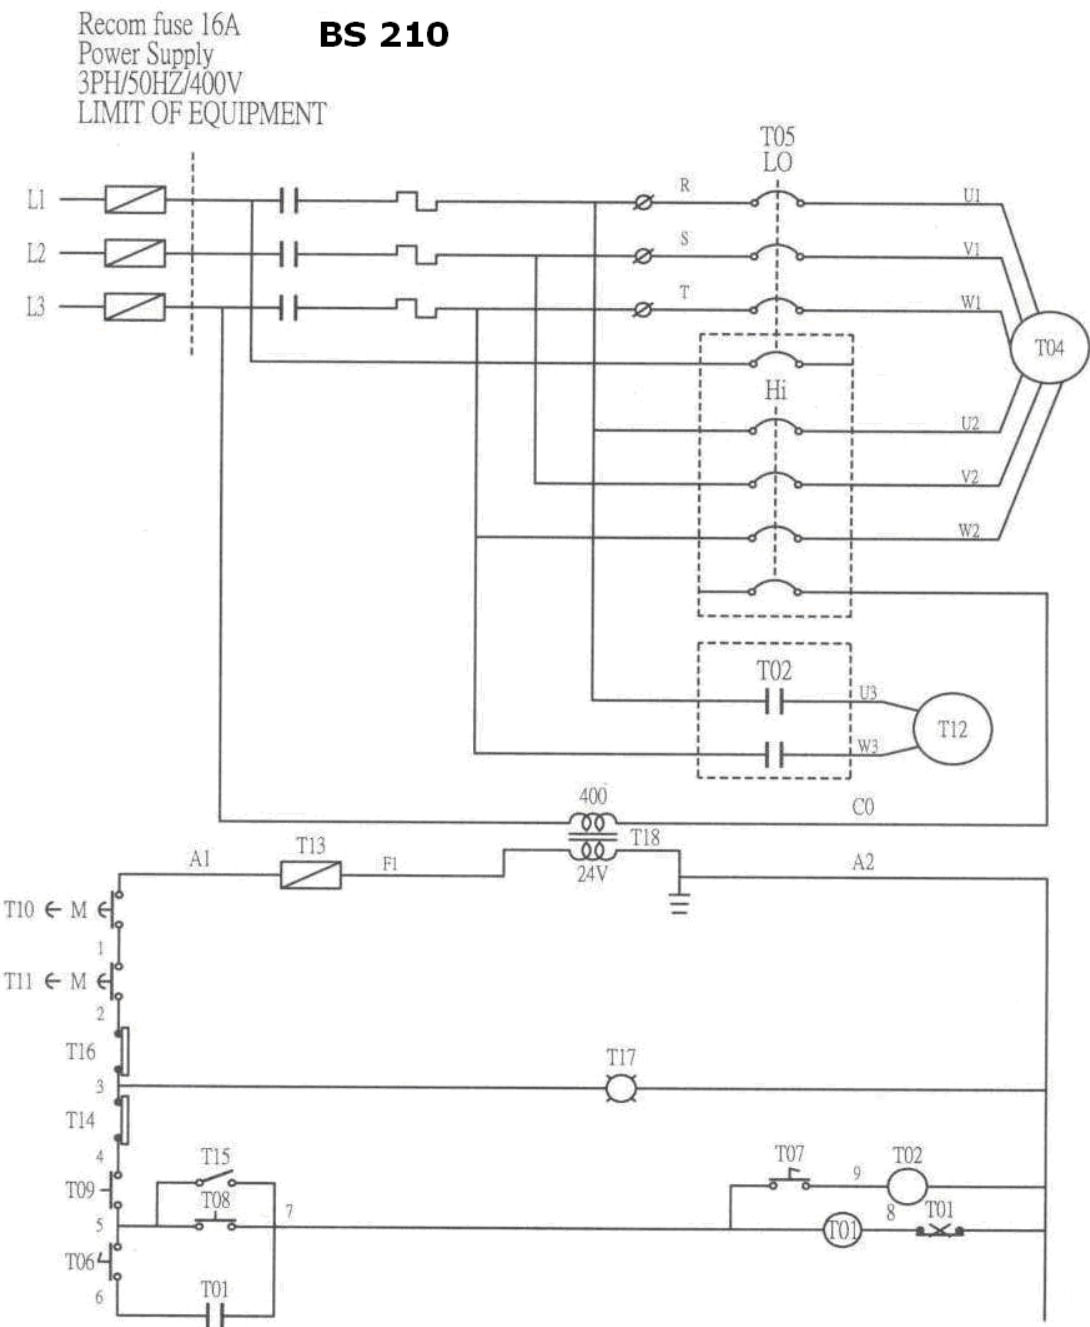 Recom fuse 16A
BS 210
Power Supply
3PH/50HZ/400V
LIMIT OF EQUIPMENT
T05
LO
L1
R
U1
L2
S
V1
L3
T
W1
T04
Hi
U2
V2
W2
T02
U3
T12
W3
400
C0
T18
T13
A1
F1
24V
A2
T10
M
1
T11
M
2
T16
T17
3
T14
4
T15
T07
9
T02
T09
T08
7
8
T01
5
T01
T06
T01
6